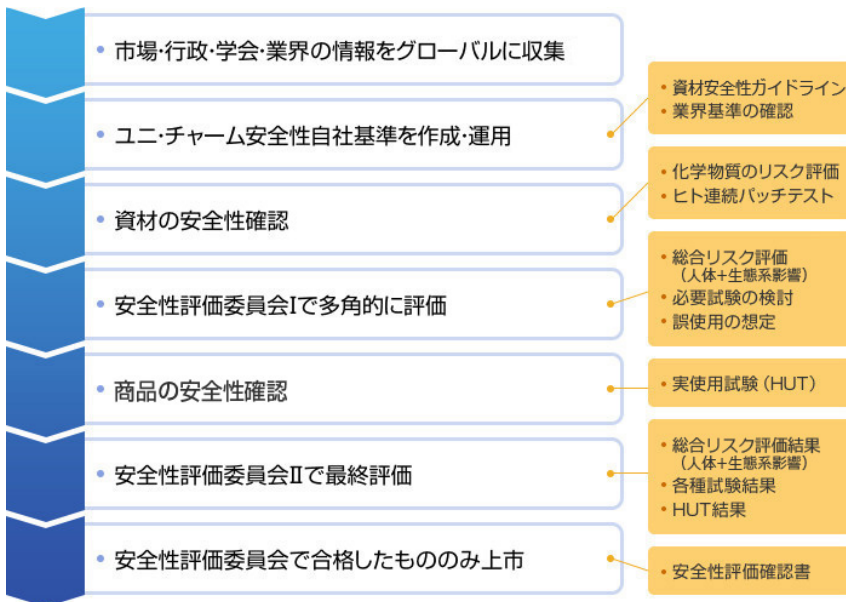 • 市場・行政・学会・業界の情報をグローバルに収集
• ユニ・チャーム安全性自社基準を作成・運用
• 資材安全性ガイドライン
• 業界基準の確認
• 資材の安全性確認
• 化学物質のリスク評価
• ヒト連続パッチテスト
• 安全性評価委員会Iで多角的に評価
• 総合リスク評価
（人体+生態系影響）
• 必要試験の検討
• 誤使用の想定
• 商品の安全性確認
• 実使用試験（HUT）
• 安全性評価委員会IIで最終評価
• 総合リスク評価結果
（人体+生態系影響）
• 各種試験結果
• HUT結果
• 安全性評価委員会で合格したもののみ上市
• 安全性評価確認書